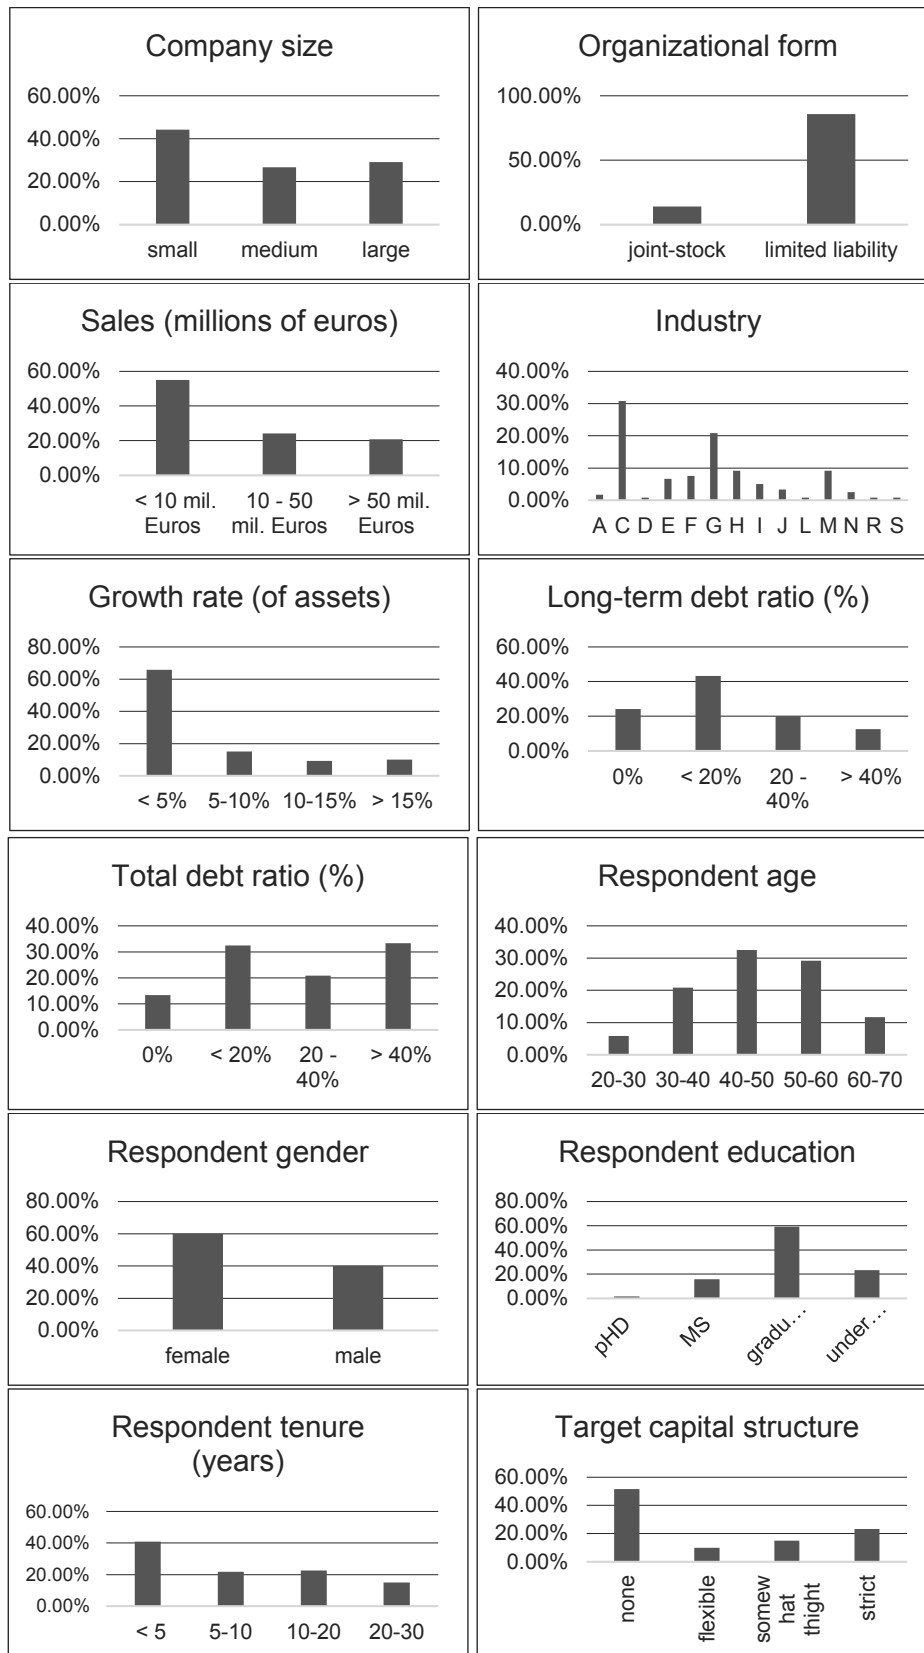 Company size
60.00%
40.00%
20.00%
0.00%
small medium large
Organizational form
100.00%
50.00%
0.00%
joint-stock limited liability
Sales (millions of euros)
60.00%
40.00%
20.00%
0.00%
< 10 mil. 10 - 50 > 50 mil.
Euros mil. Euros Euros
Industry
40.00%
30.00%
20.00%
10.00%
0.00%
A C D E F G H I J L M N R S
Growth rate (of assets)
80.00%
60.00%
40.00%
20.00%
0.00%
< 5% 5-10% 10-15% > 15%
Long-term debt ratio (%)
60.00%
40.00%
20.00%
0.00%
0% < 20% 20 - > 40%
40%
Total debt ratio (%)
40.00%
30.00%
20.00%
10.00%
0.00%
0% < 20% 20 - > 40%
40%
Respondent age
40.00%
30.00%
20.00%
10.00%
0.00%
20-30 30-40 40-50 50-60 60-70
Respondent gender
80.00%
60.00%
40.00%
20.00%
0.00%
female male
Respondent education
80.00%
60.00%
40.00%
20.00%
0.00%
pHD MS gradu... under...
Respondent tenure
(years)
60.00%
40.00%
20.00%
0.00%
< 5 5-10 10-20 20-30
Target capital structure
60.00%
40.00%
20.00%
0.00%
none
flexible
somew
hat
thight
strict